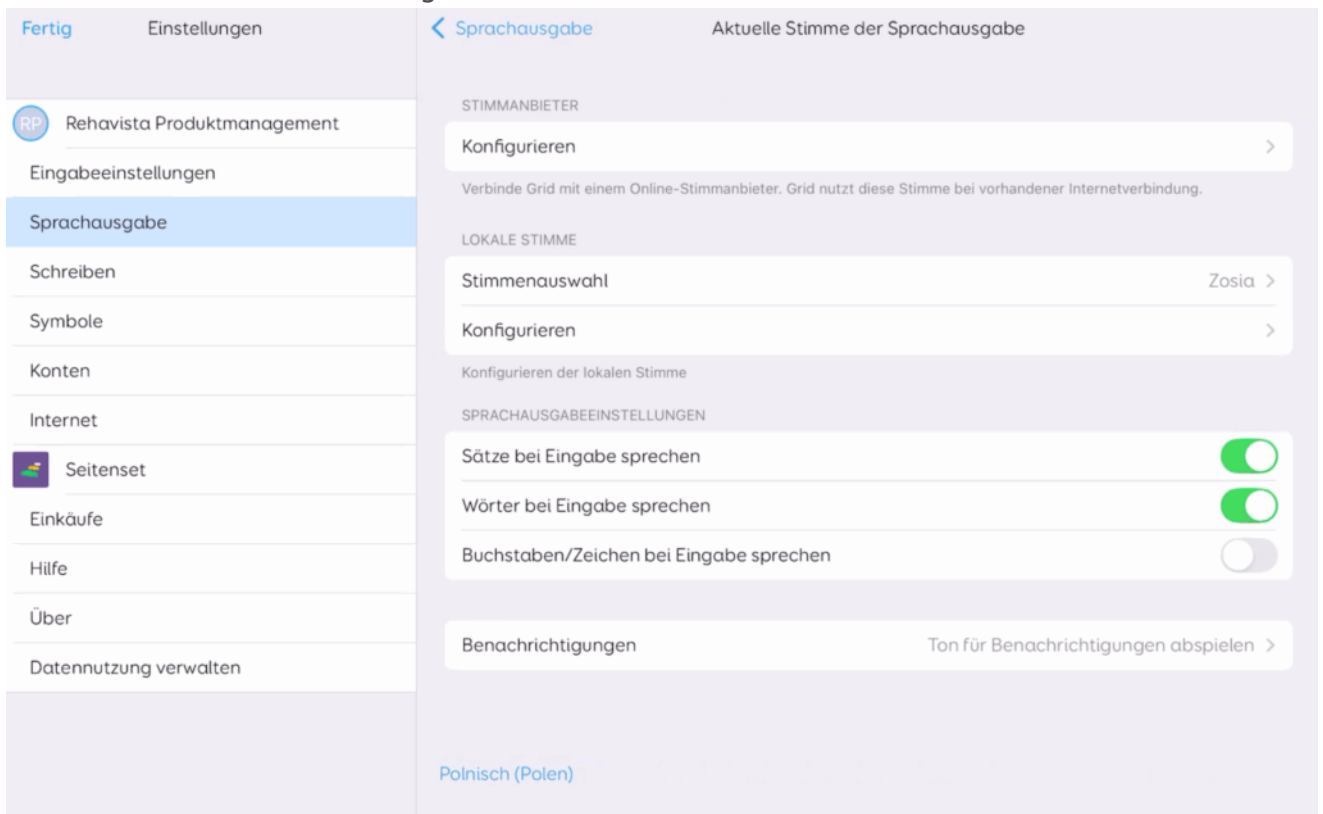 Fertig
Einstellungen
Sprachausgabe
Aktuelle Stimme der Sprachausgabe
RP
Rehavista Produktmanagement
Eingabeeinstellungen
Sprachausgabe
Schreiben
Symbole
Konten
Internet
Seitenset
Einkäufe
Hilfe
Über
Datennutzung verwalten
STIMMANBIETER
Konfigurieren
Verbinde Grid mit einem Online-Stimmanbieter. Grid nutzt diese Stimme bei vorhandener Internetverbindung.
LOKALE STIMME
Stimmenauswahl Zosia
Konfigurieren
Konfigurieren der lokalen Stimme
SPRACHAUSGABEEINSTELLUNGEN
Sätze bei Eingabe sprechen
Wörter bei Eingabe sprechen
Buchstaben/Zeichen bei Eingabe sprechen
Benachrichtigungen Ton für Benachrichtigungen abspielen
Polnisch (Polen)